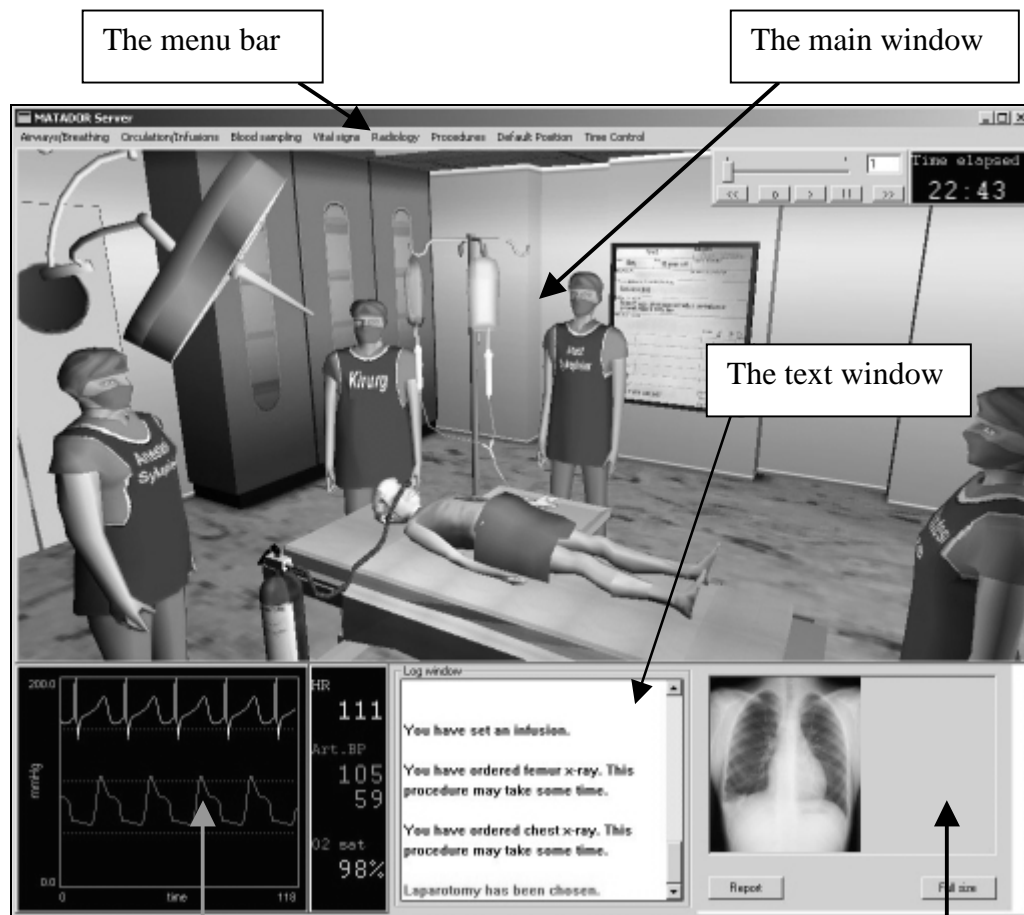 The menu bar
The main window
MATADOR Server
Airways/Breathing Circulation/Infusions Blood sampling Vital signs Radiology Procedures Default Position Time Control
1
Time elapsed
<< o > II >>
22:43
Kirurg
The text window
200.0
mmHg
0.0
0 time 118
HR
111
Art.BP
105
59
O2 sat
98%
Log window
You have set an infusion.
You have ordered femur x-ray. This
procedure may take some time.
You have ordered chest x-ray. This
procedure may take some time.
Laparotomy has been chosen.
Report
Full size